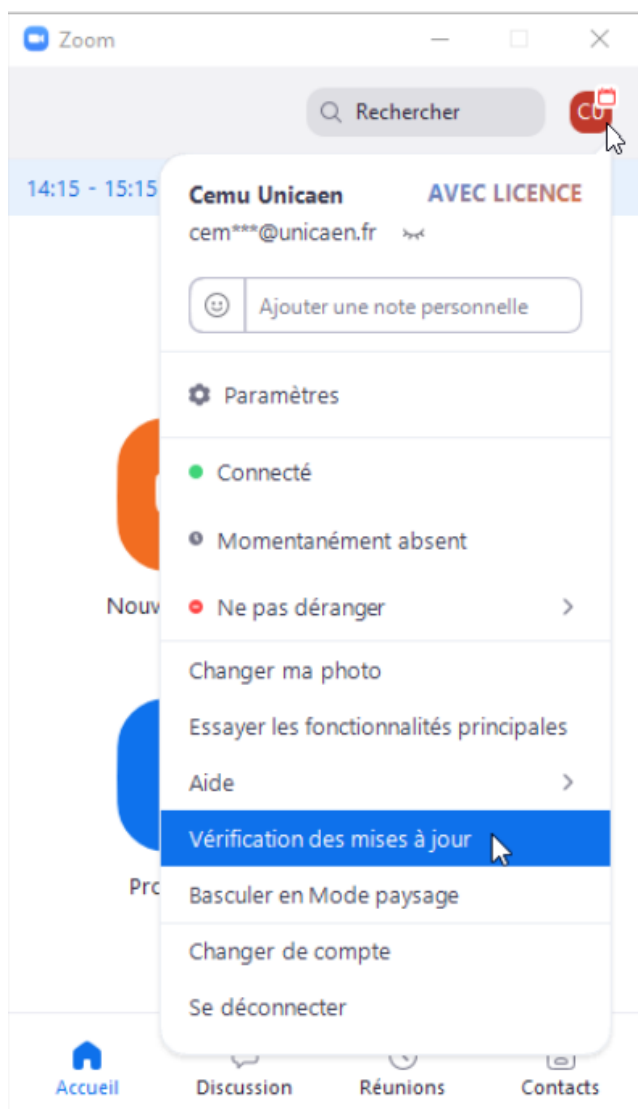 Zoom
Rechercher
CU
14:15 - 15:15
Cemu Unicaen
AVEC LICENCE
cem***@unicaen.fr
Ajouter une note personnelle
Paramètres
Connecté
Momentanément absent
Nouv
Ne pas déranger
Changer ma photo
Essayer les fonctionnalités principales
Aide
Vérification des mises à jour
Pro
Basculer en Mode paysage
Changer de compte
Se déconnecter
Accueil
Discussion
Réunions
Contacts